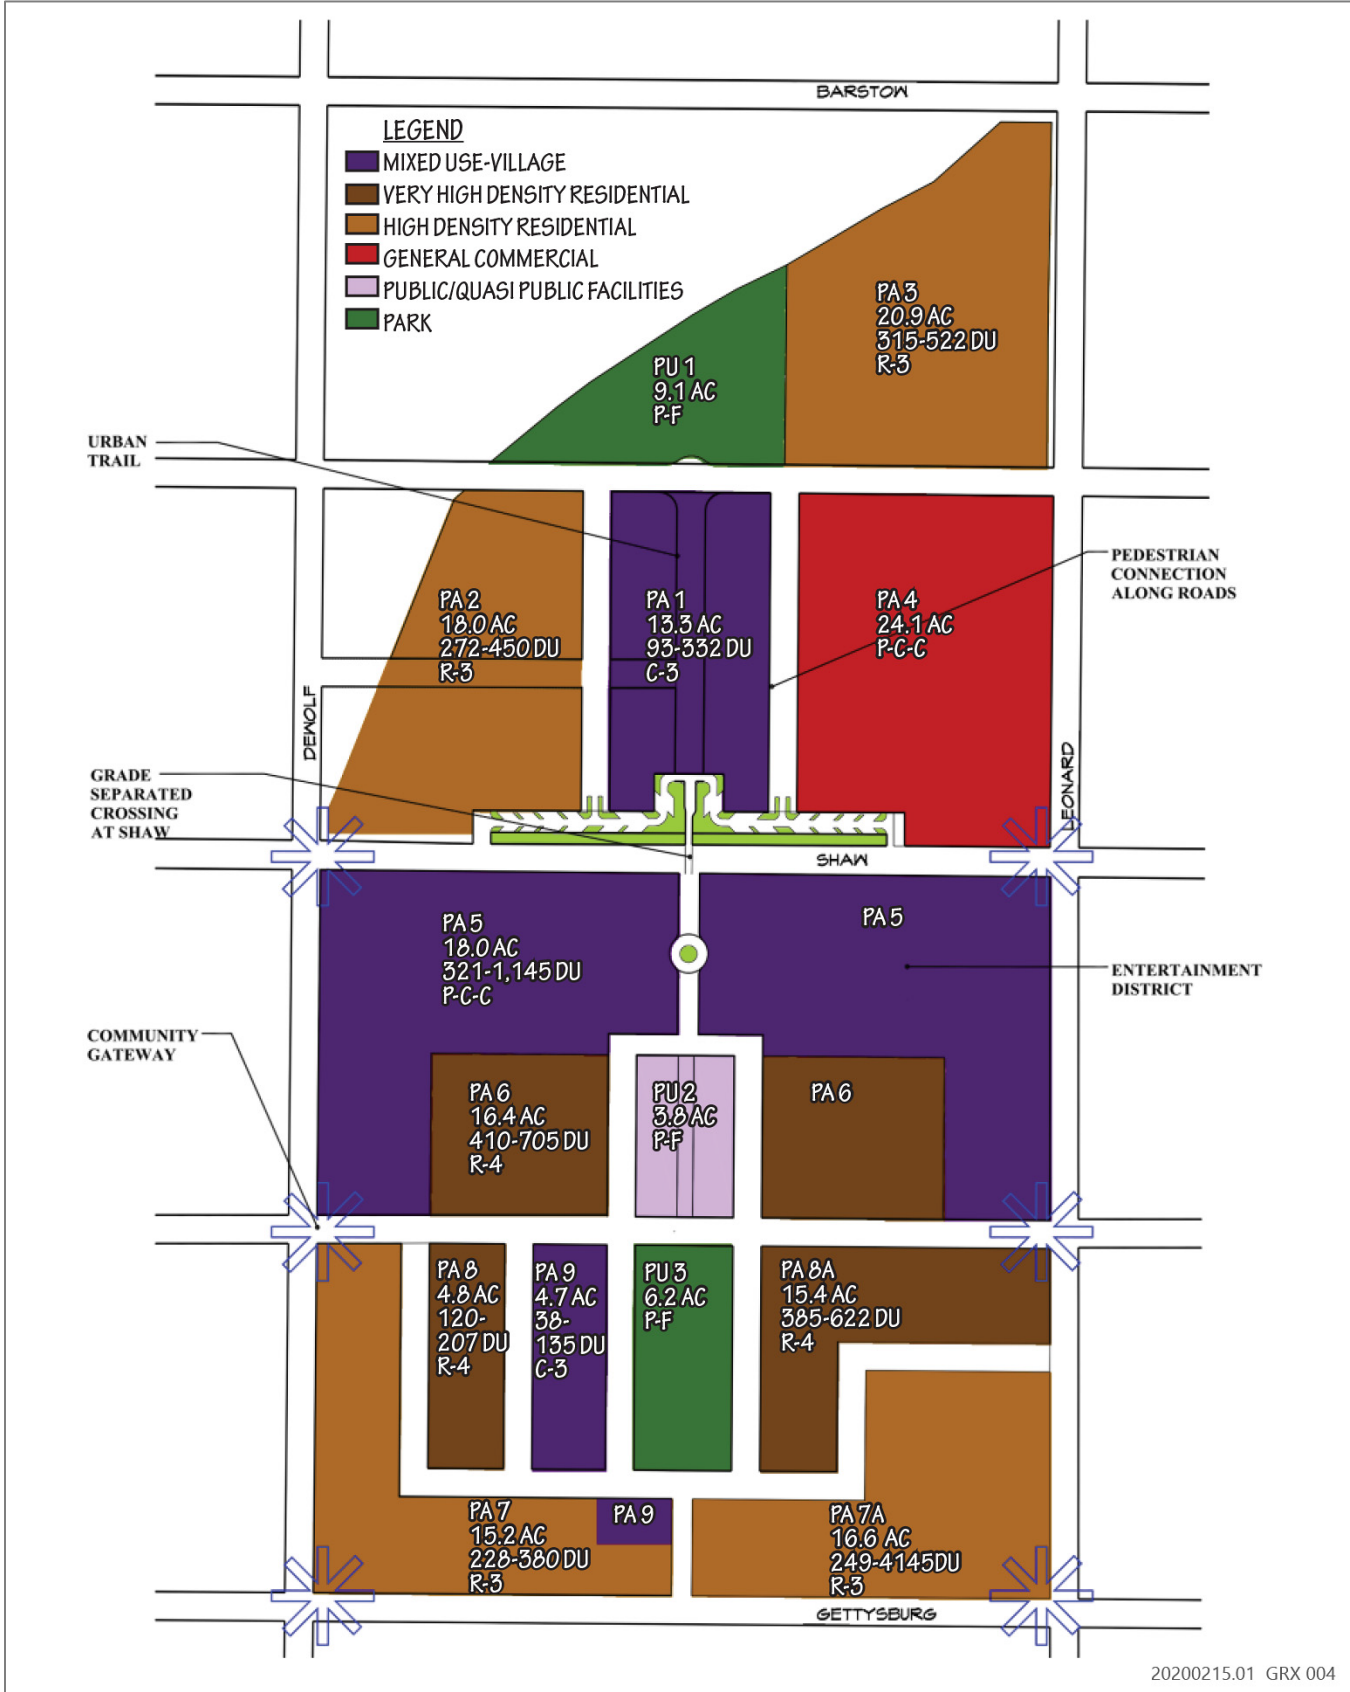 BARSTOW
LEGEND
MIXED USE-VILLAGE
VERY HIGH DENSITY RESIDENTIAL
HIGH DENSITY RESIDENTIAL
GENERAL COMMERCIAL
PUBLIC/QUASI PUBLIC FACILITIES
PARK
PA 3
20.9 AC
315-522 DU
R-3
PU 1
9.1 AC
P-F
URBAN
TRAIL
PEDESTRIAN
CONNECTION
ALONG ROADS
PA 2
18.0 AC
272-450 DU
R-3
PA 1
13.3 AC
93-332 DU
C-3
PA 4
24.1 AC
P-C-C
DEWOLF
LEONARD
GRADE
SEPARATED
CROSSING
AT SHAW
SHAW
PA 5
18.0 AC
321-1,145 DU
P-C-C
PA 5
ENTERTAINMENT
DISTRICT
COMMUNITY
GATEWAY
PA 6
16.4 AC
410-705 DU
R-4
PU 2
3.8 AC
P-F
PA 6
PA 8
4.8 AC
120-
207 DU
R-4
PA 9
4.7 AC
38-
135 DU
C-3
PU 3
6.2 AC
P-F
PA 8A
15.4 AC
385-622 DU
R-4
PA 7
15.2 AC
228-380 DU
R-3
PA 9
PA 7A
16.6 AC
249-4145DU
R-3
GETTYSBURG
20200215.01 GRX 004